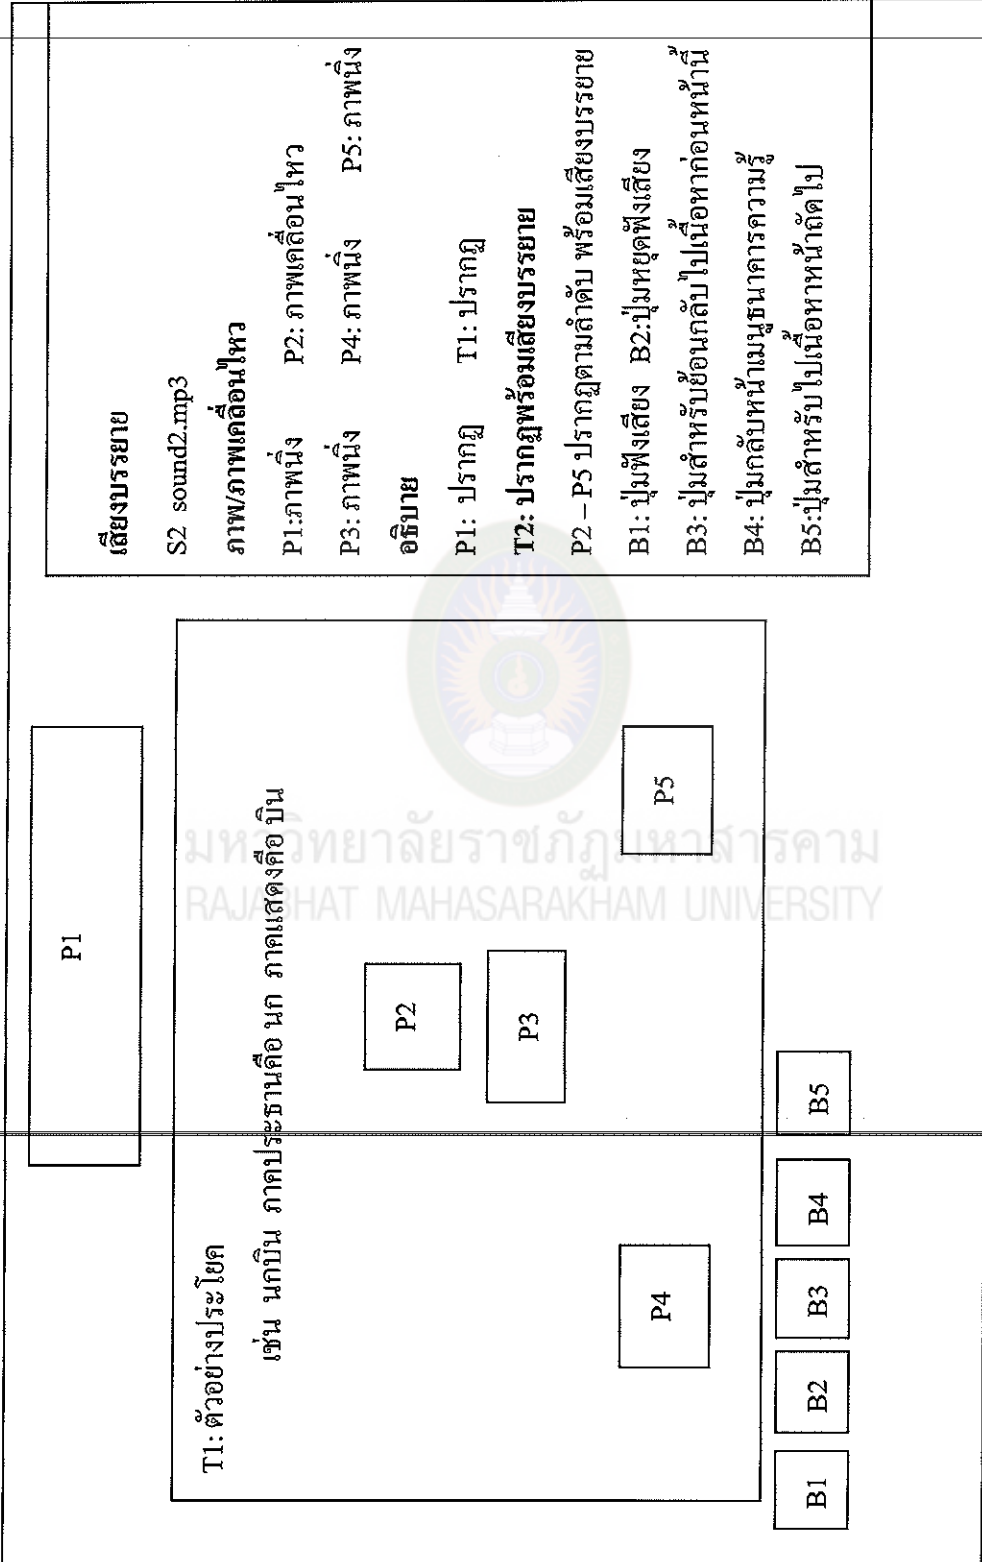 P1
T1: ตัวอย่างประโยค
เช่น นกบิน ภาคประธานคือ นก ภาคแสดงคือ บิน
P2
P3
P4
P5
B1
B2
B3
B4
B5
เสียงบรรยาย
S2 sound2.mp3
ภาพ/ภาพเคลื่อนไหว
P1:ภาพนิ่ง P2: ภาพเคลื่อนไหว
P3: ภาพนิ่ง P4: ภาพนิ่ง P5: ภาพนิ่ง
อธิบาย
P1: ปรากฏ T1: ปรากฏ
T2: ปรากฏพร้อมเสียงบรรยาย
P2 – P5 ปรากฏตามลำดับ พร้อมเสียงบรรยาย
B1: ปุ่มฟังเสียง B2:ปุ่มหยุดฟังเสียง
B3: ปุ่มสำหรับย้อนกลับไปเนื้อหาก่อนหน้านี้
B4: ปุ่มกลับหน้าเมนูธนาคารความรู้
B5:ปุ่มสำหรับไปเนื้อหาหน้าถัดไป
มหาวิทยาลัยราชภัฏมหาสารคาม
RAJABHAT MAHASARAKHAM UNIVERSITY